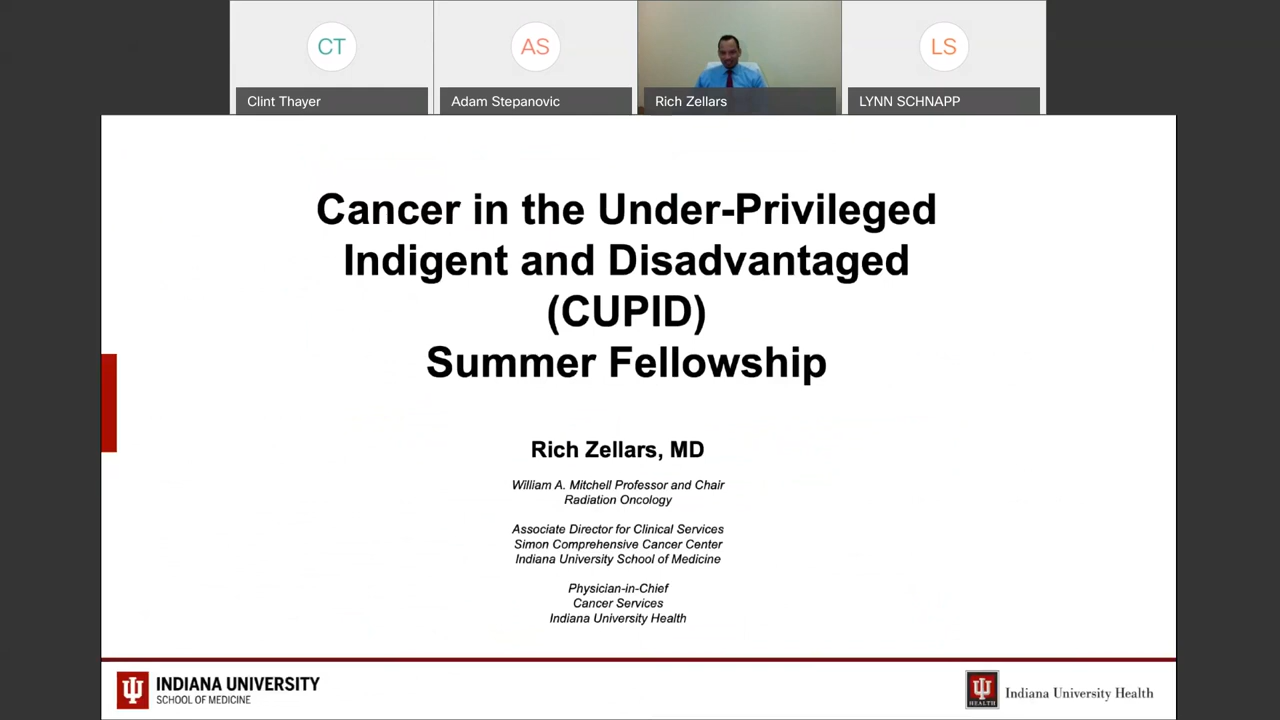 CT
AS
LS
Clint Thayer
Adam Stepanovic
Rich Zellars
LYNN SCHNAPP
Cancer in the Under-Privileged
Indigent and Disadvantaged
(CUPID)
Summer Fellowship
Rich Zellars, MD
William A. Mitchell Professor and Chair
Radiation Oncology
Associate Director for Clinical Services
Simon Comprehensive Cancer Center
Indiana University School of Medicine
Physician-in-Chief
Cancer Services
Indiana University Health
INDIANA UNIVERSITY
SCHOOL OF MEDICINE
HEALTH
Indiana University Health